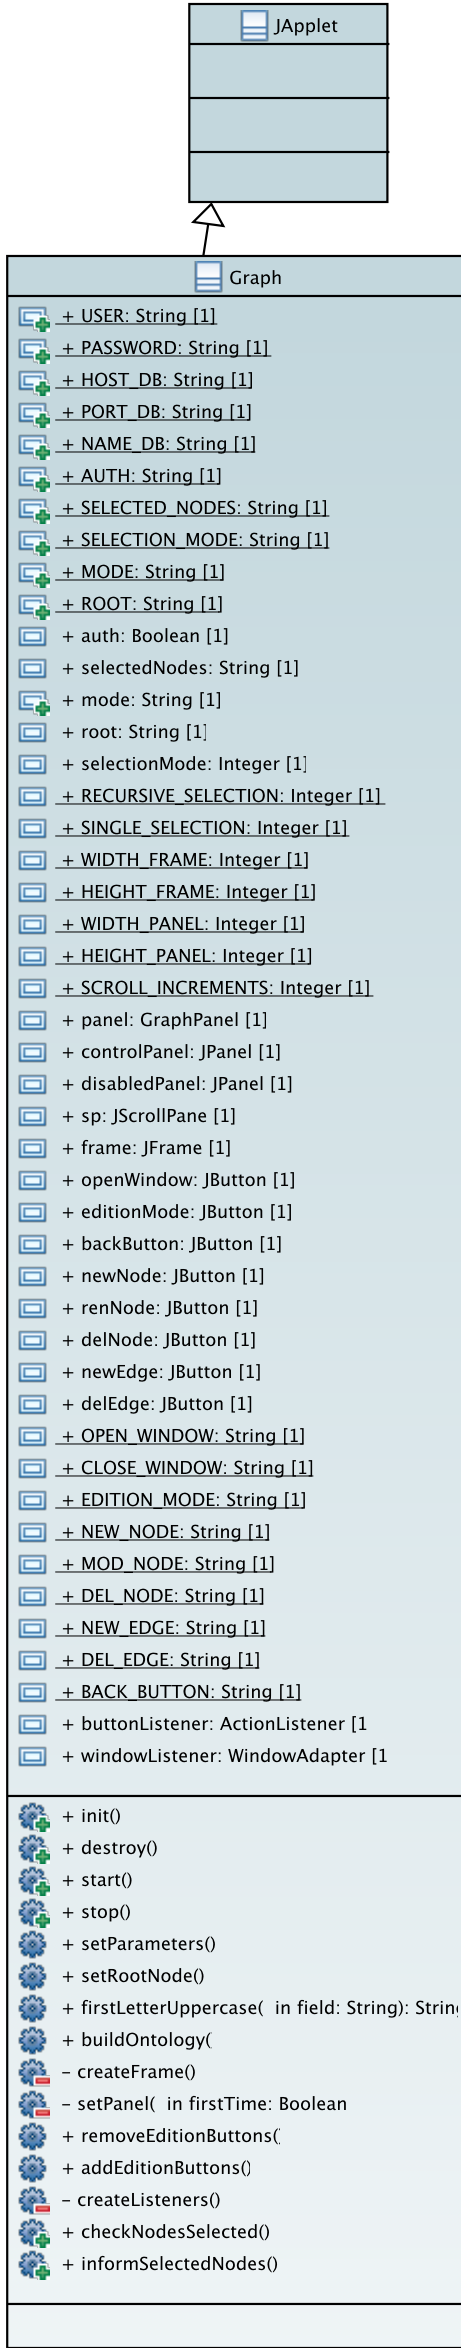 JApplet
Graph
+ USER: String [1]
+ PASSWORD: String [1]
+ HOST_DB: String [1]
+ PORT_DB: String [1]
+ NAME_DB: String [1]
+ AUTH: String [1]
+ SELECTED_NODES: String [1]
+ SELECTION_MODE: String [1]
+ MODE: String [1]
+ ROOT: String [1]
+ auth: Boolean [1]
+ selectedNodes: String [1]
+ mode: String [1]
+ root: String [1]
+ selectionMode: Integer [1]
+ RECURSIVE_SELECTION: Integer [1]
+ SINGLE_SELECTION: Integer [1]
+ WIDTH_FRAME: Integer [1]
+ HEIGHT_FRAME: Integer [1]
+ WIDTH_PANEL: Integer [1]
+ HEIGHT_PANEL: Integer [1]
+ SCROLL_INCREMENTS: Integer [1]
+ panel: GraphPanel [1]
+ controlPanel: JPanel [1]
+ disabledPanel: JPanel [1]
+ sp: JScrollPane [1]
+ frame: JFrame [1]
+ openWindow: JButton [1]
+ editionMode: JButton [1]
+ backButton: JButton [1]
+ newNode: JButton [1]
+ renNode: JButton [1]
+ delNode: JButton [1]
+ newEdge: JButton [1]
+ delEdge: JButton [1]
+ OPEN_WINDOW: String [1]
+ CLOSE_WINDOW: String [1]
+ EDITION_MODE: String [1]
+ NEW_NODE: String [1]
+ MOD_NODE: String [1]
+ DEL_NODE: String [1]
+ NEW_EDGE: String [1]
+ DEL_EDGE: String [1]
+ BACK_BUTTON: String [1]
+ buttonListener: ActionListener [1
+ windowListener: WindowAdapter [1
+ init()
+ destroy()
+ start()
+ stop()
+ setParameters()
+ setRootNode()
+ firstLetterUppercase( in field: String): String
+ buildOntology(
- createFrame()
- setPanel( in firstTime: Boolean
+ removeEditionButtons(
+ addEditionButtons()
- createListeners()
+ checkNodesSelected()
+ informSelectedNodes()